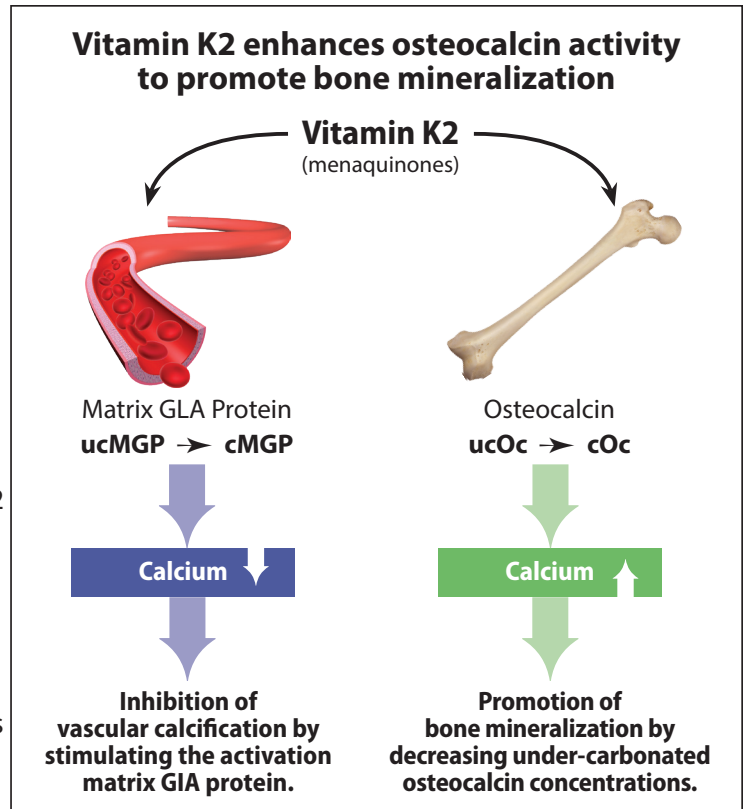 Vitamin K2 enhances osteocalcin activity
to promote bone mineralization
Vitamin K2
(menaquinones)
Matrix GLA Protein
ucMGP → cMGP
Calcium
Inhibition of
vascular calcification by
stimulating the activation
matrix GIA protein.
Osteocalcin
ucOc → cOc
Calcium
Promotion of
bone mineralization by
decreasing under-carbonated
osteocalcin concentrations.
2
s